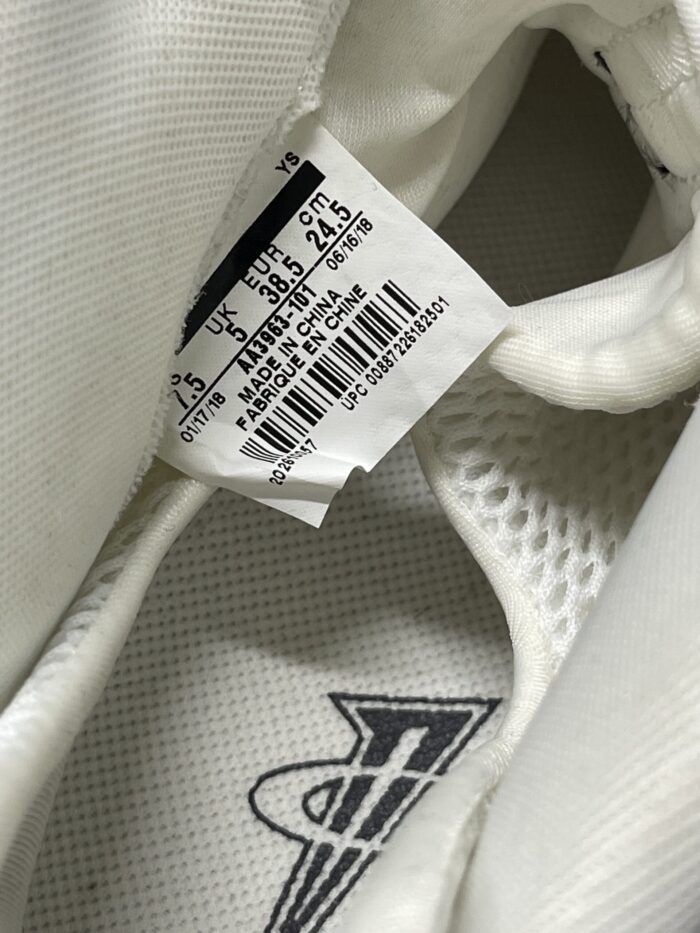 YS
UK EUR cm
7.5 5 38.5 24.5
01/17/18 AA3963-101 06/16/18
MADE IN CHINA
FABRIQUE EN CHINE
UPC 00887226182501